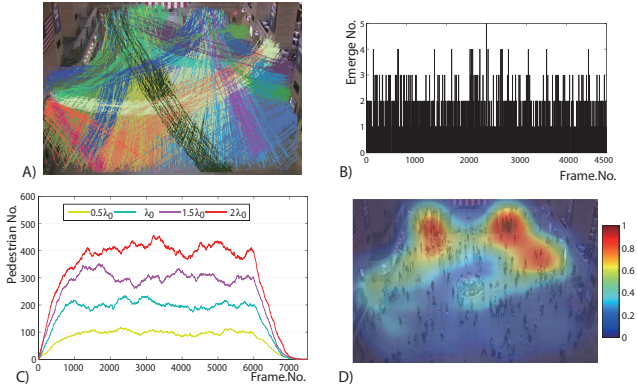 A)
Emerge No.
5
4
3
2
1
0
0 1000 2000 3000 4500
Frame.No.
B)
Pedestrian No.
600
500
400
300
200
100
0
0.5λ0 λ0 1.5λ0 2λ0
0 1000 2000 3000 4000 5000 6000 7000
Frame.No.
C)
1
0.8
0.6
0.4
0.2
0
D)